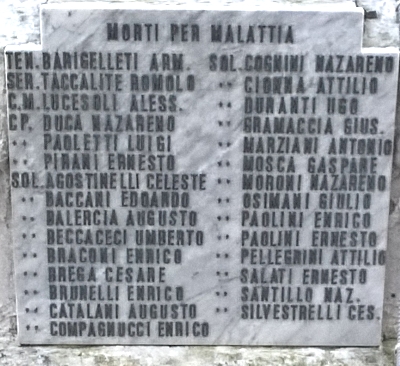 MORTI PER MALATTIA
TEN. BARIGELLETI ARM.
SER. TACCALITE ROMOLO
C.M. LUCESOLI ALESS.
CP. DUCA NAZARENO
" PAOLETTI LUIGI
" PIRANI ERNESTO
SOL. AGOSTINELLI CELESTE
" BACCANI EDOARDO
" BALERCIA AUGUSTO
" BECCACECI UMBERTO
" BRACONI ENRICO
" BREGA CESARE
" BRUNELLI ENRICO
" CATALANI AUGUSTO
" COMPAGNUCCI ENRICO
SOL. COGNINI NAZARENO
" CIONNA ATTILIO
" DURANTI UGO
" GRAMACCIA GIUS.
" MARZIANI ANTONIO
" MOSCA GASPARE
" MORONI NAZARENO
" OSIMANI GIULIO
" PAOLINI ENRICO
" PAOLINI ERNESTO
" PELLEGRINI ATTILIO
" SALATI ERNESTO
" SANTILLO NAZ.
" SILVESTRELLI CES.